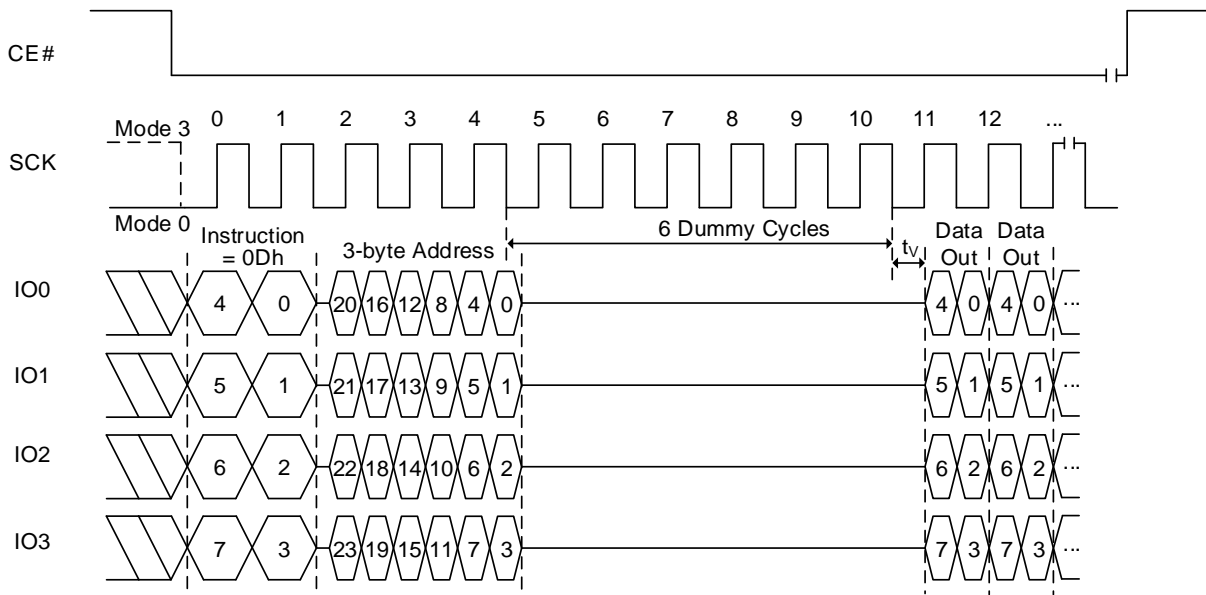 CE#
0 1 2 3 4 5 6 7 8 9 10 11 12 ...
Mode 3
SCK
Mode 0
Instruction
= 0Dh
3-byte Address
6 Dummy Cycles
tV
Data
Out
Data
Out
IO0 4 0 20 16 12 8 4 0 4 0 4 0 ...
IO1 5 1 21 17 13 9 5 1 5 1 5 1 ...
IO2 6 2 22 18 14 10 6 2 6 2 6 2 ...
IO3 7 3 23 19 15 11 7 3 7 3 7 3 ...